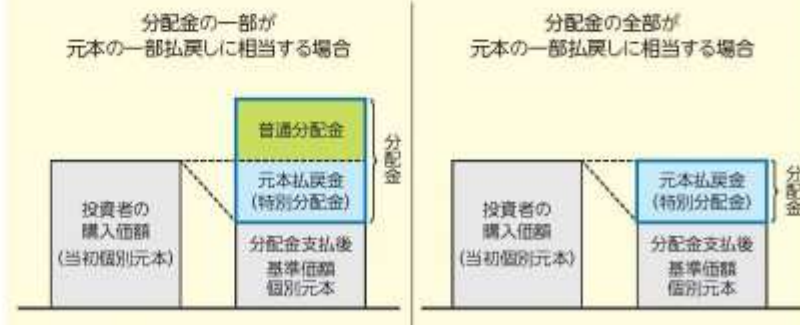 分配金の一部が
元本の一部払戻しに相当する場合
普通分配金
元本払戻金
(特別分配金)
分配金
投資者の
購入価額
(当初個別元本)
分配金支払後
基準価額
個別元本
分配金の全部が
元本の一部払戻しに相当する場合
元本払戻金
(特別分配金)
分配金
投資者の
購入価額
(当初個別元本)
分配金支払後
基準価額
個別元本